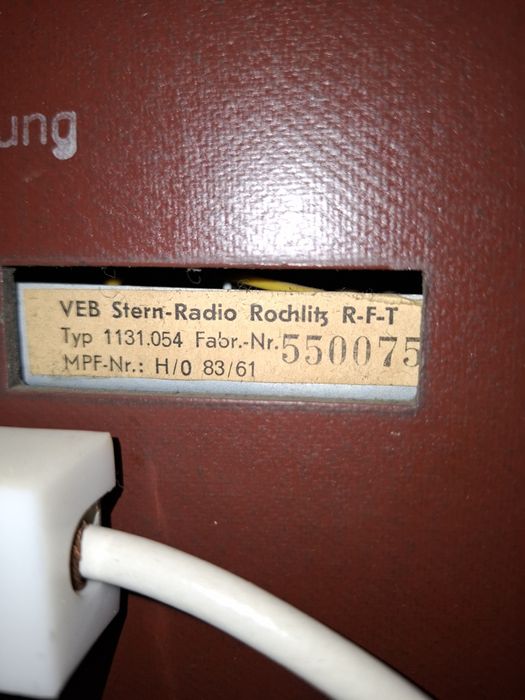 ung
VEB Stern-Radio Rochlitz R-F-T
Typ 1131.054 Fabr.-Nr. 550075
MPF-Nr.: H/0 83/61